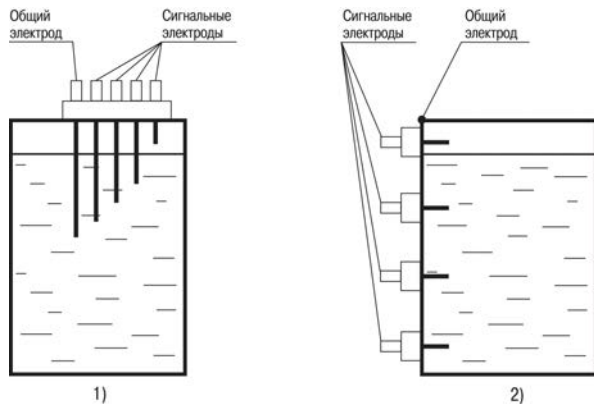 Общий
электрод
Сигнальные
электроды
Сигнальные
электроды
Общий
электрод
1)
2)